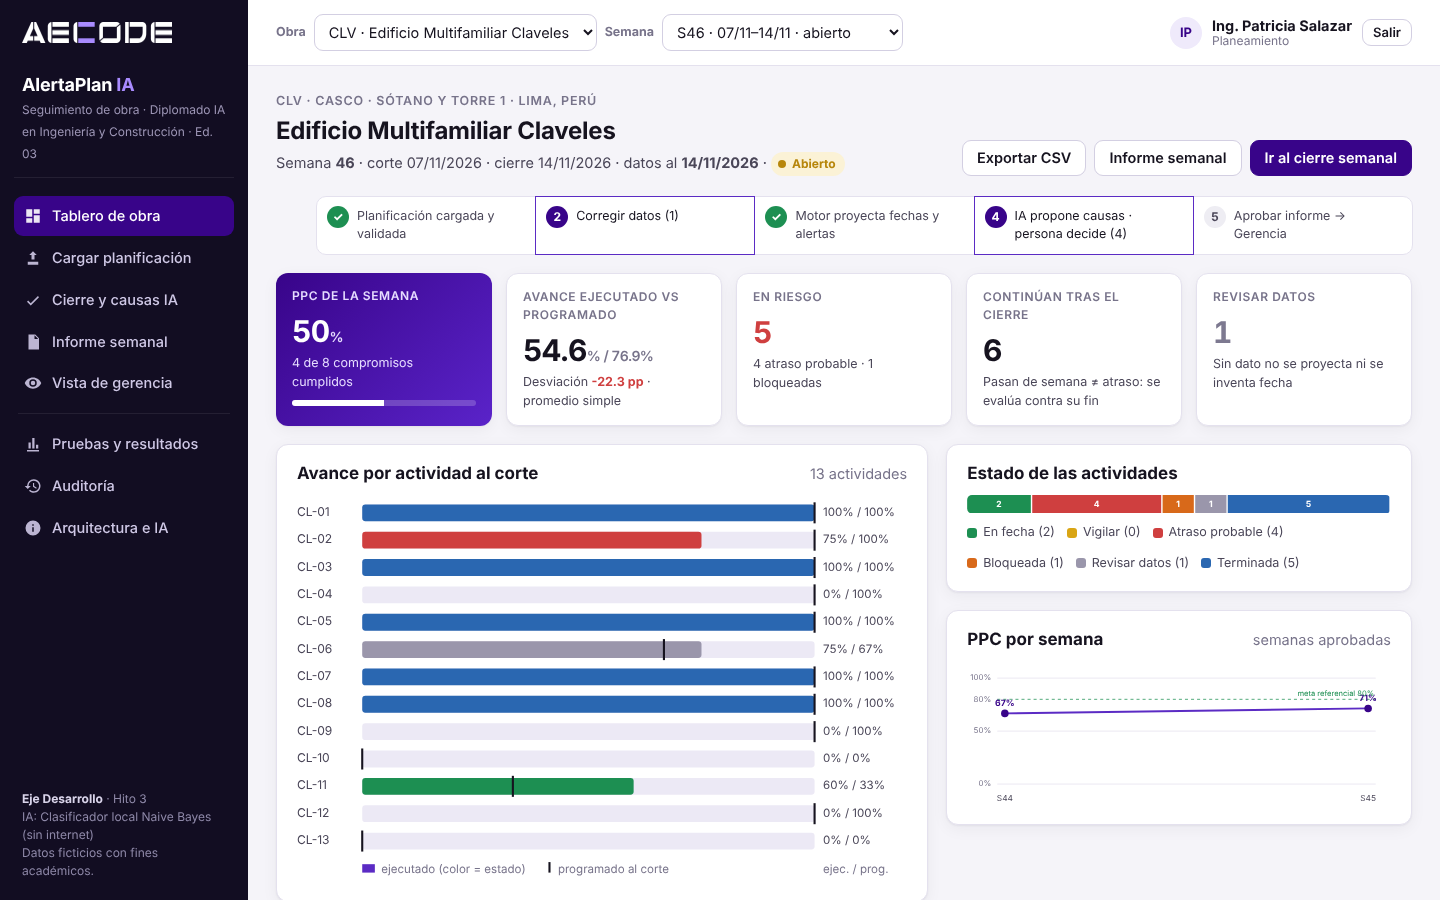 AECODE
AlertaPlan IA
Seguimiento de obra · Diplomado IA
en Ingeniería y Construcción · Ed.
03
Tablero de obra
Cargar planificación
Cierre y causas IA
Informe semanal
Vista de gerencia
Pruebas y resultados
Auditoría
Arquitectura e IA
Eje Desarrollo · Hito 3
IA: Clasificador local Naive Bayes
(sin internet)
Datos ficticios con fines
académicos.
Obra CLV · Edificio Multifamiliar Claveles Semana S46 · 07/11–14/11 · abierto
IP Ing. Patricia Salazar
Planeamiento
Salir
CLV · CASCO · SÓTANO Y TORRE 1 · LIMA, PERÚ
Edificio Multifamiliar Claveles
Semana 46 · corte 07/11/2026 · cierre 14/11/2026 · datos al 14/11/2026 · Abierto
Exportar CSV Informe semanal Ir al cierre semanal
Planificación cargada y
validada
2 Corregir datos (1)
Motor proyecta fechas y
alertas
4 IA propone causas ·
persona decide (4)
5 Aprobar informe →
Gerencia
PPC DE LA SEMANA
50%
4 de 8 compromisos
cumplidos
AVANCE EJECUTADO VS
PROGRAMADO
54.6% / 76.9%
Desviación -22.3 pp ·
promedio simple
EN RIESGO
5
4 atraso probable · 1
bloqueadas
CONTINÚAN TRAS EL
CIERRE
6
Pasan de semana ≠ atraso: se
evalúa contra su fin
REVISAR DATOS
1
Sin dato no se proyecta ni se
inventa fecha
Avance por actividad al corte 13 actividades
CL-01 100% / 100%
CL-02 75% / 100%
CL-03 100% / 100%
CL-04 0% / 100%
CL-05 100% / 100%
CL-06 75% / 67%
CL-07 100% / 100%
CL-08 100% / 100%
CL-09 0% / 100%
CL-10 0% / 0%
CL-11 60% / 33%
CL-12 0% / 100%
CL-13 0% / 0%
ejecutado (color = estado) programado al corte ejec. / prog.
Estado de las actividades
2 4 1 1 5
En fecha (2) Vigilar (0) Atraso probable (4)
Bloqueada (1) Revisar datos (1) Terminada (5)
PPC por semana semanas aprobadas
100%
meta referencial 80%
80% 67% 71%
50%
0%
S44 S45